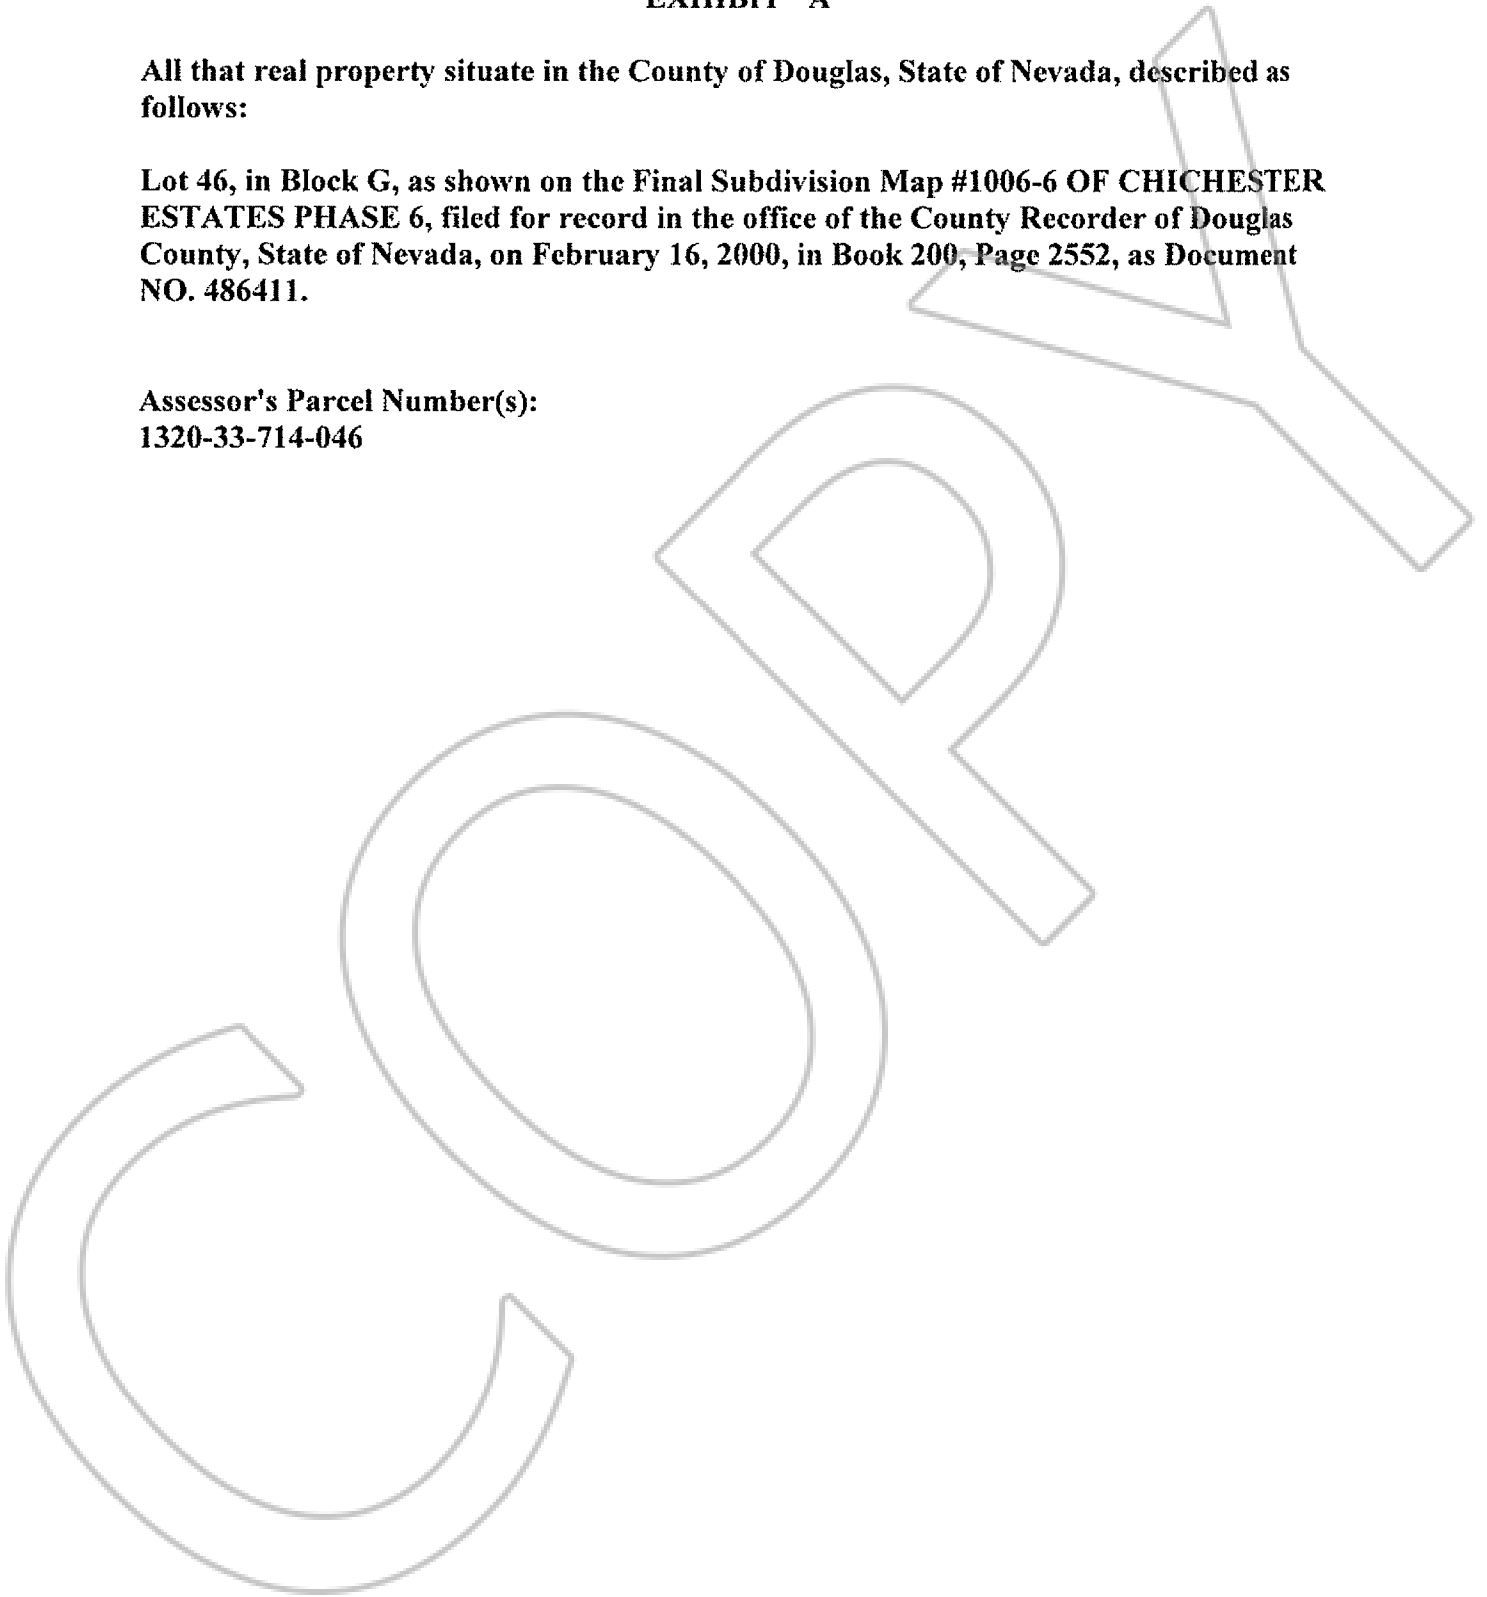 EXHIBIT "A"
All that real property situate in the County of Douglas, State of Nevada, described as
follows:
Lot 46, in Block G, as shown on the Final Subdivision Map #1006-6 OF CHICHESTER
ESTATES PHASE 6, filed for record in the office of the County Recorder of Douglas
County, State of Nevada, on February 16, 2000, in Book 200, Page 2552, as Document
NO. 486411.
Assessor's Parcel Number(s):
1320-33-714-046
COPY